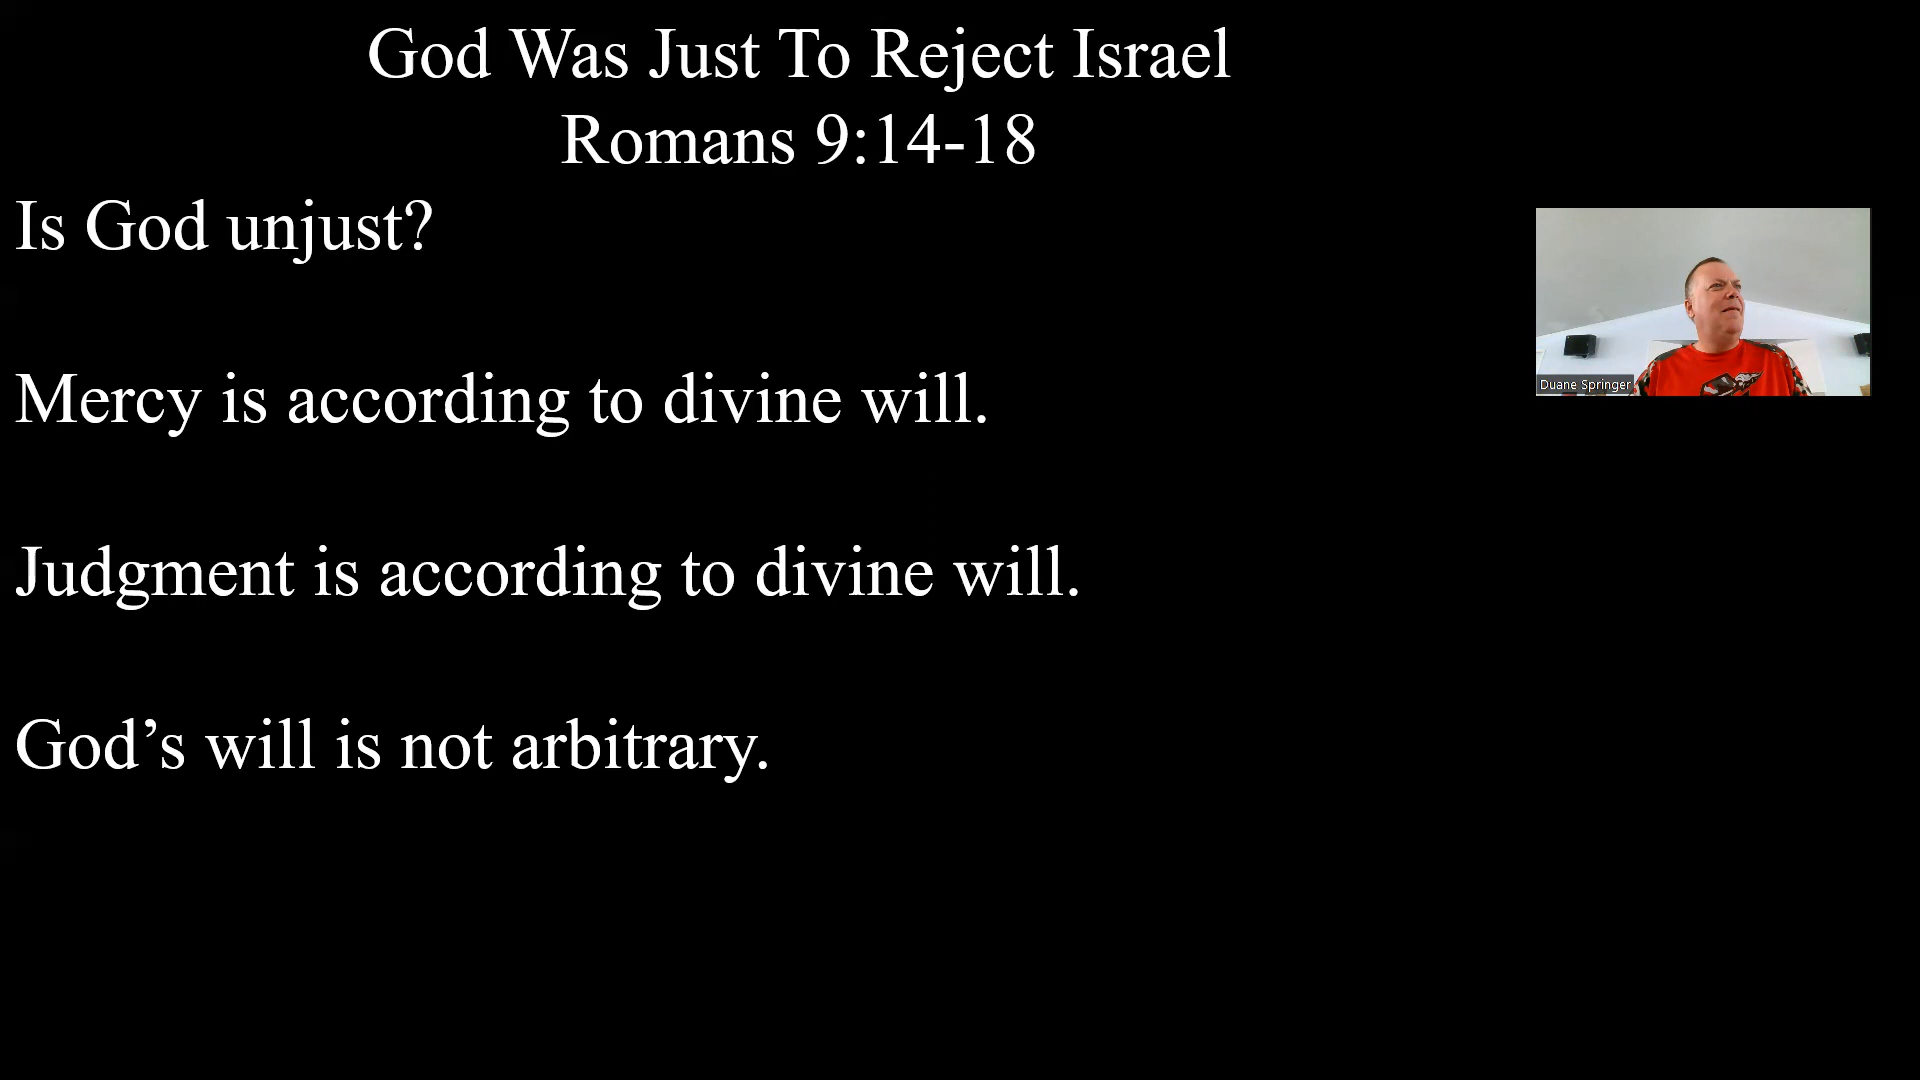 God Was Just To Reject Israel
Romans 9:14-18
Is God unjust?
Mercy is according to divine will.
Judgment is according to divine will.
God’s will is not arbitrary.
Duane Springer